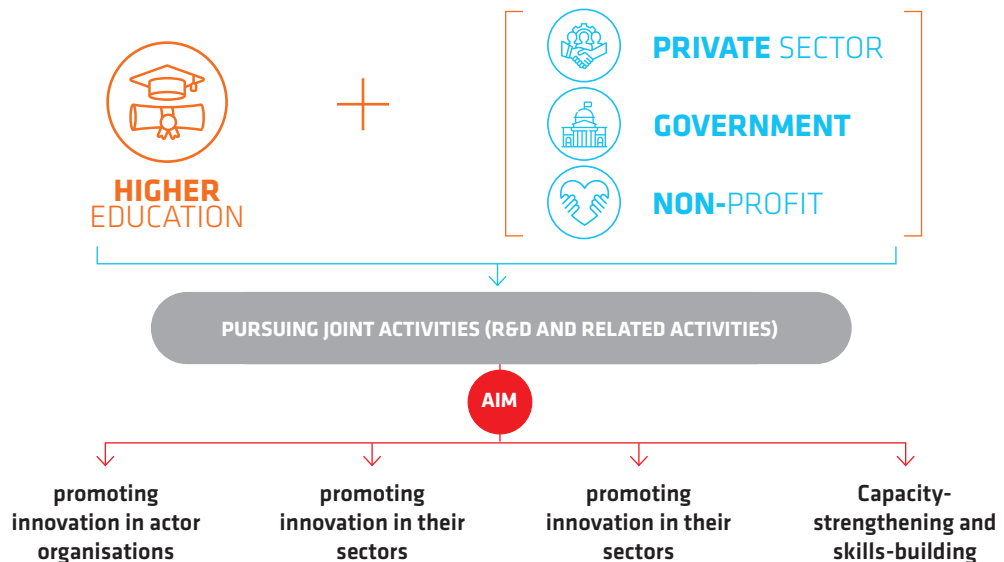 HIGHER
EDUCATION
PRIVATE SECTOR
GOVERNMENT
NON-PROFIT
PURSUING JOINT ACTIVITIES (R&D AND RELATED ACTIVITIES)
AIM
promoting
innovation in actor
organisations
promoting
innovation in their
sectors
promoting
innovation in their
sectors
Capacity-
strengthening and
skills-building